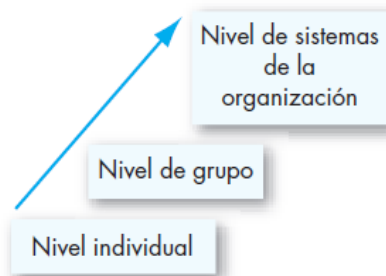 Nivel de sistemas
de la
organización
Nivel de grupo
Nivel individual